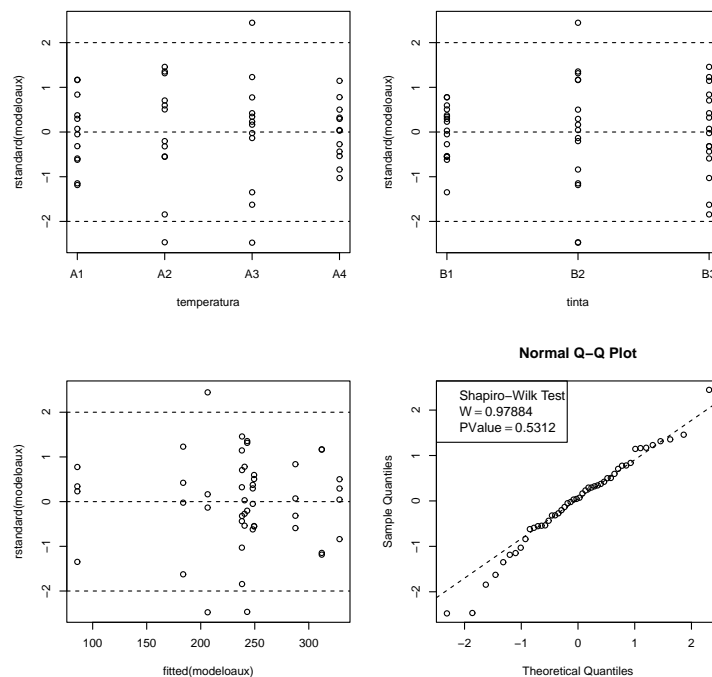 rstandard(modeloaux)
2
1
0
−1
−2
A1 A2 A3 A4
temperatura
rstandard(modeloaux)
2
1
0
−1
−2
B1 B2 B3
tinta
rstandard(modeloaux)
2
1
0
−1
−2
100 150 200 250 300
fitted(modeloaux)
Normal Q−Q Plot
Shapiro−Wilk Test
W = 0.97884
PValue = 0.5312
Sample Quantiles
2
1
0
−1
−2
−2 −1 0 1 2
Theoretical Quantiles